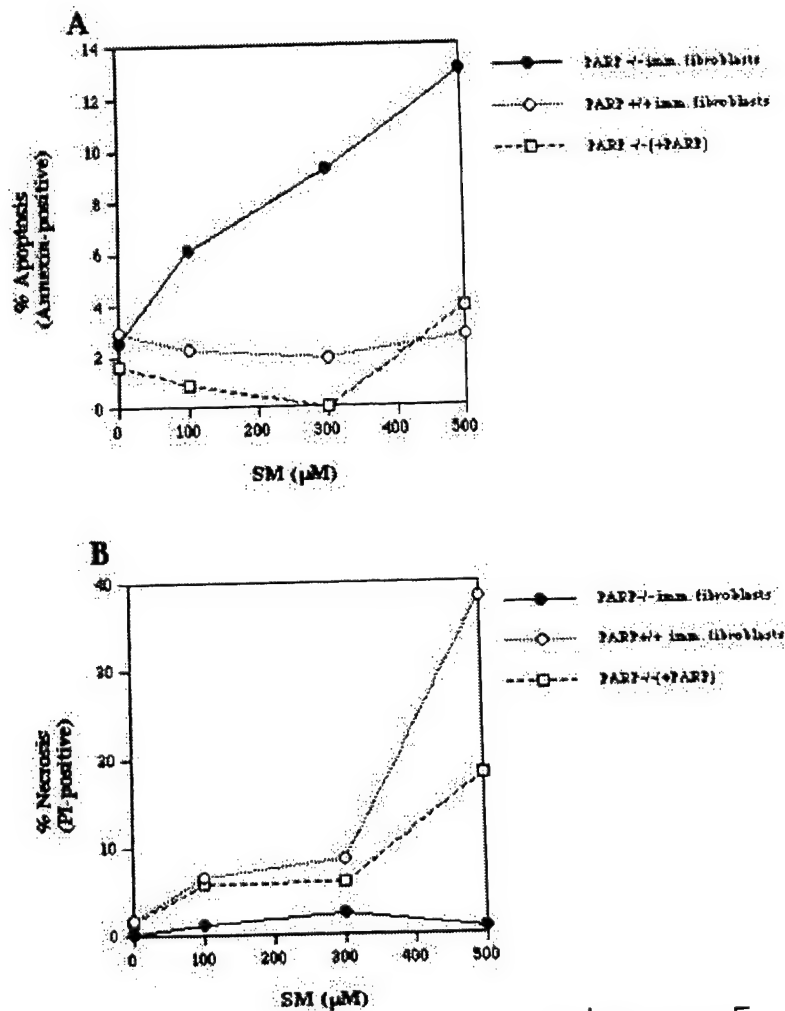 A
14
12
10
8
6
4
2
0
% Apoptosis
(Annexin-positive)
0 100 200 300 400 500
SM (µM)
PARP -/- imm. fibroblasts
PARP +/+ imm. fibroblasts
PARP -/-(+PARP)
B
40
30
20
10
0
% Necrosis
(PI-positive)
0 100 200 300 400 500
SM (µM)
PARP-/- imm. fibroblasts
PARP+/+ imm. fibroblasts
PARP-/-(+PARP)